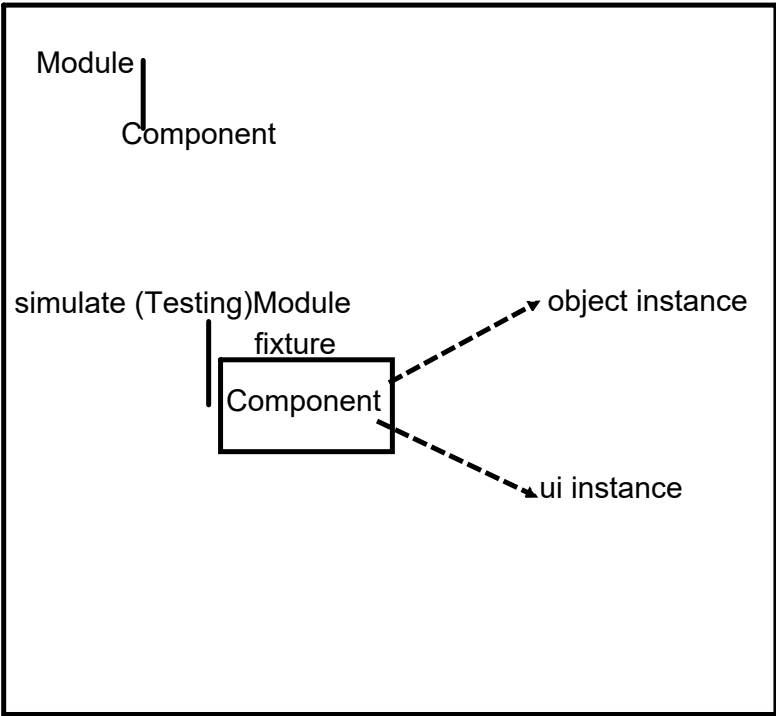 Module
Component
simulate (Testing)Module
object instance
fixture
Component
ui instance